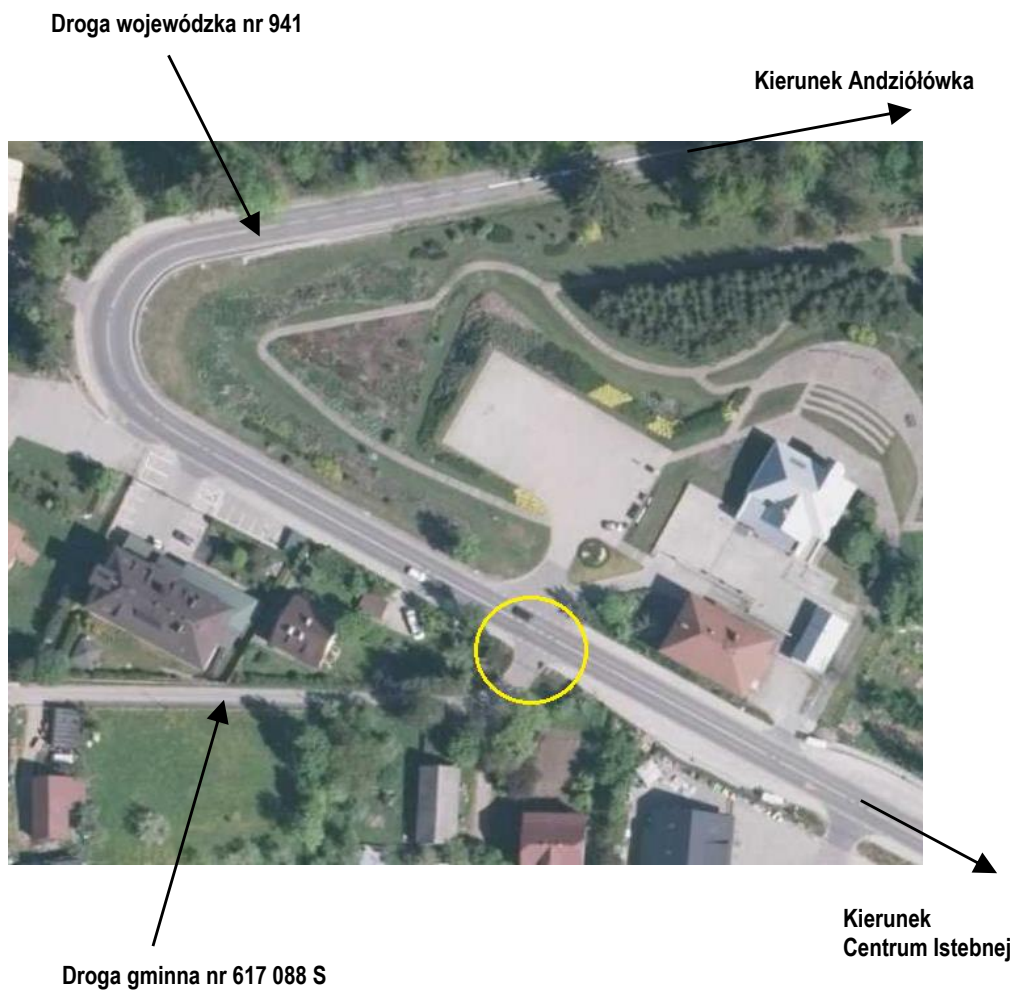 Droga wojewódzka nr 941
Kierunek Andziółówka
Kierunek
Centrum Istebnej
Droga gminna nr 617 088 S